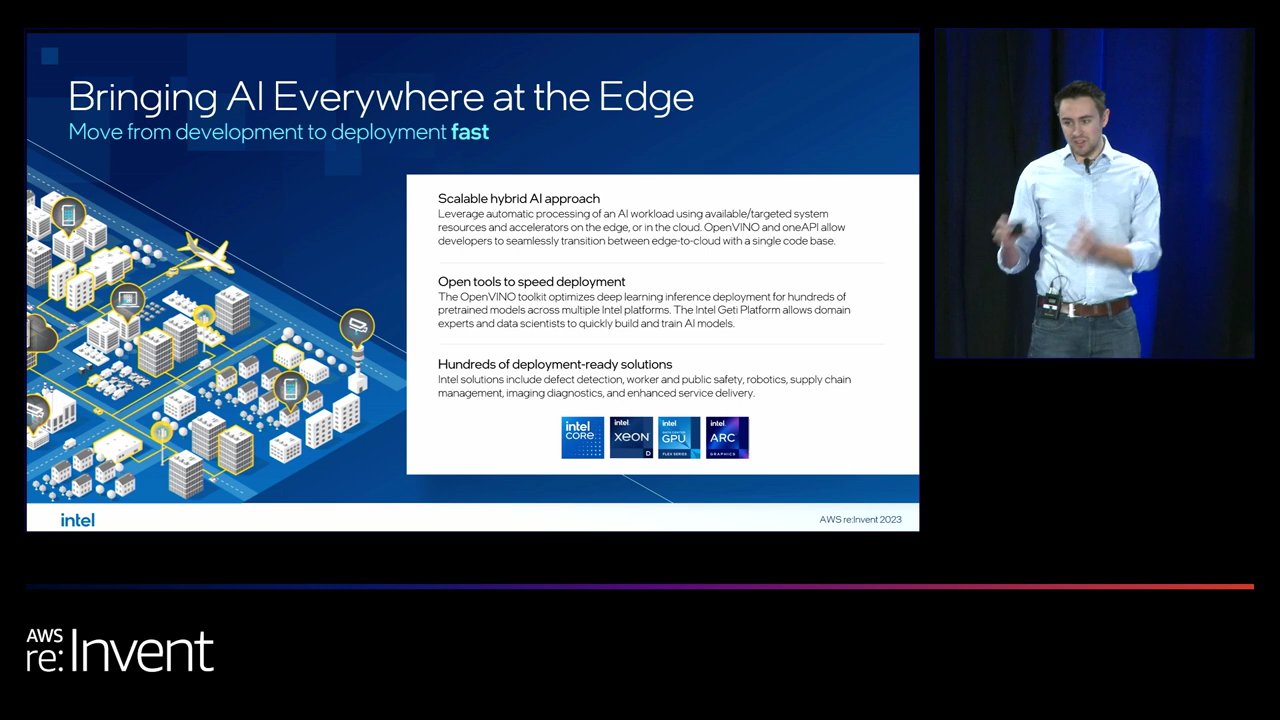 Bringing AI Everywhere at the Edge
Move from development to deployment fast
Scalable hybrid AI approach
Leverage automatic processing of an AI workload using available/targeted system
resources and accelerators on the edge, or in the cloud. OpenVINO and oneAPI allow
developers to seamlessly transition between edge-to-cloud with a single code base.
Open tools to speed deployment
The OpenVINO toolkit optimizes deep learning inference deployment for hundreds of
pretrained models across multiple Intel platforms. The Intel Geti Platform allows domain
experts and data scientists to quickly build and train AI models.
Hundreds of deployment-ready solutions
Intel solutions include defect detection, worker and public safety, robotics, supply chain
management, imaging diagnostics, and enhanced service delivery.
intel
CORE
intel
XEON
D
intel
DATA CENTER
GPU
FLEX SERIES
intel
ARC
GRAPHICS
intel
AWS re:Invent 2023
AWS
re:Invent